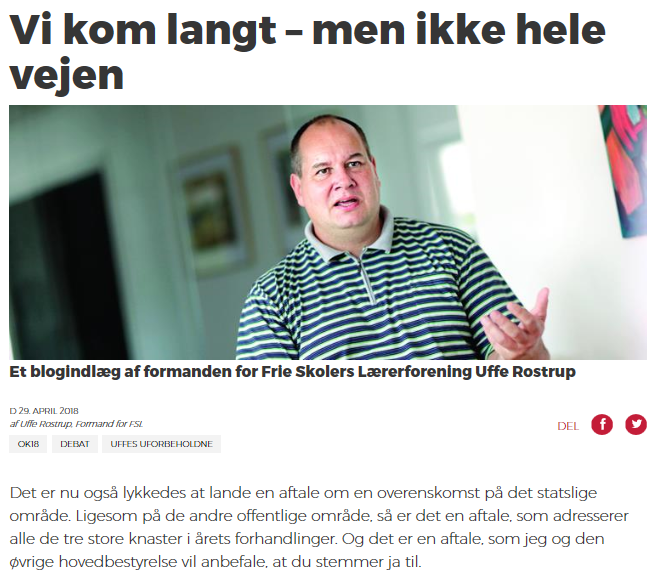 Vi kom langt – men ikke hele
vejen
Et blogindlæg af formanden for Frie Skolers Lærerforening Uffe Rostrup
D 29. APRIL 2018
af Uffe Rostrup, Formand for FSL
DEL
OK18 DEBAT UFFES UFORBEHOLDNE
Det er nu også lykkedes at lande en aftale om en overenskomst på det statslige
område. Ligesom på de andre offentlige område, så er det en aftale, som adresserer
alle de tre store knaster i årets forhandlinger. Og det er en aftale, som jeg og den
øvrige hovedbestyrelse vil anbefale, at du stemmer ja til.